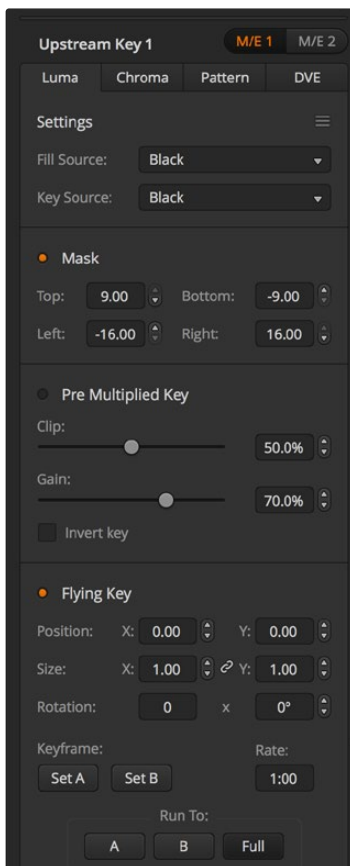 Upstream Key 1 M/E 1 M/E 2
Luma Chroma Pattern DVE
Settings
Fill Source: Black
Key Source: Black
Mask
Top: 9.00 Bottom: -9.00
Left: -16.00 Right: 16.00
Pre Multiplied Key
Clip:
50.0%
Gain:
70.0%
Invert key
Flying Key
Position: X: 0.00 Y: 0.00
Size: X: 1.00 Y: 1.00
Rotation: 0 x 0°
Keyframe: Rate:
Set A Set B 1:00
Run To:
A B Full